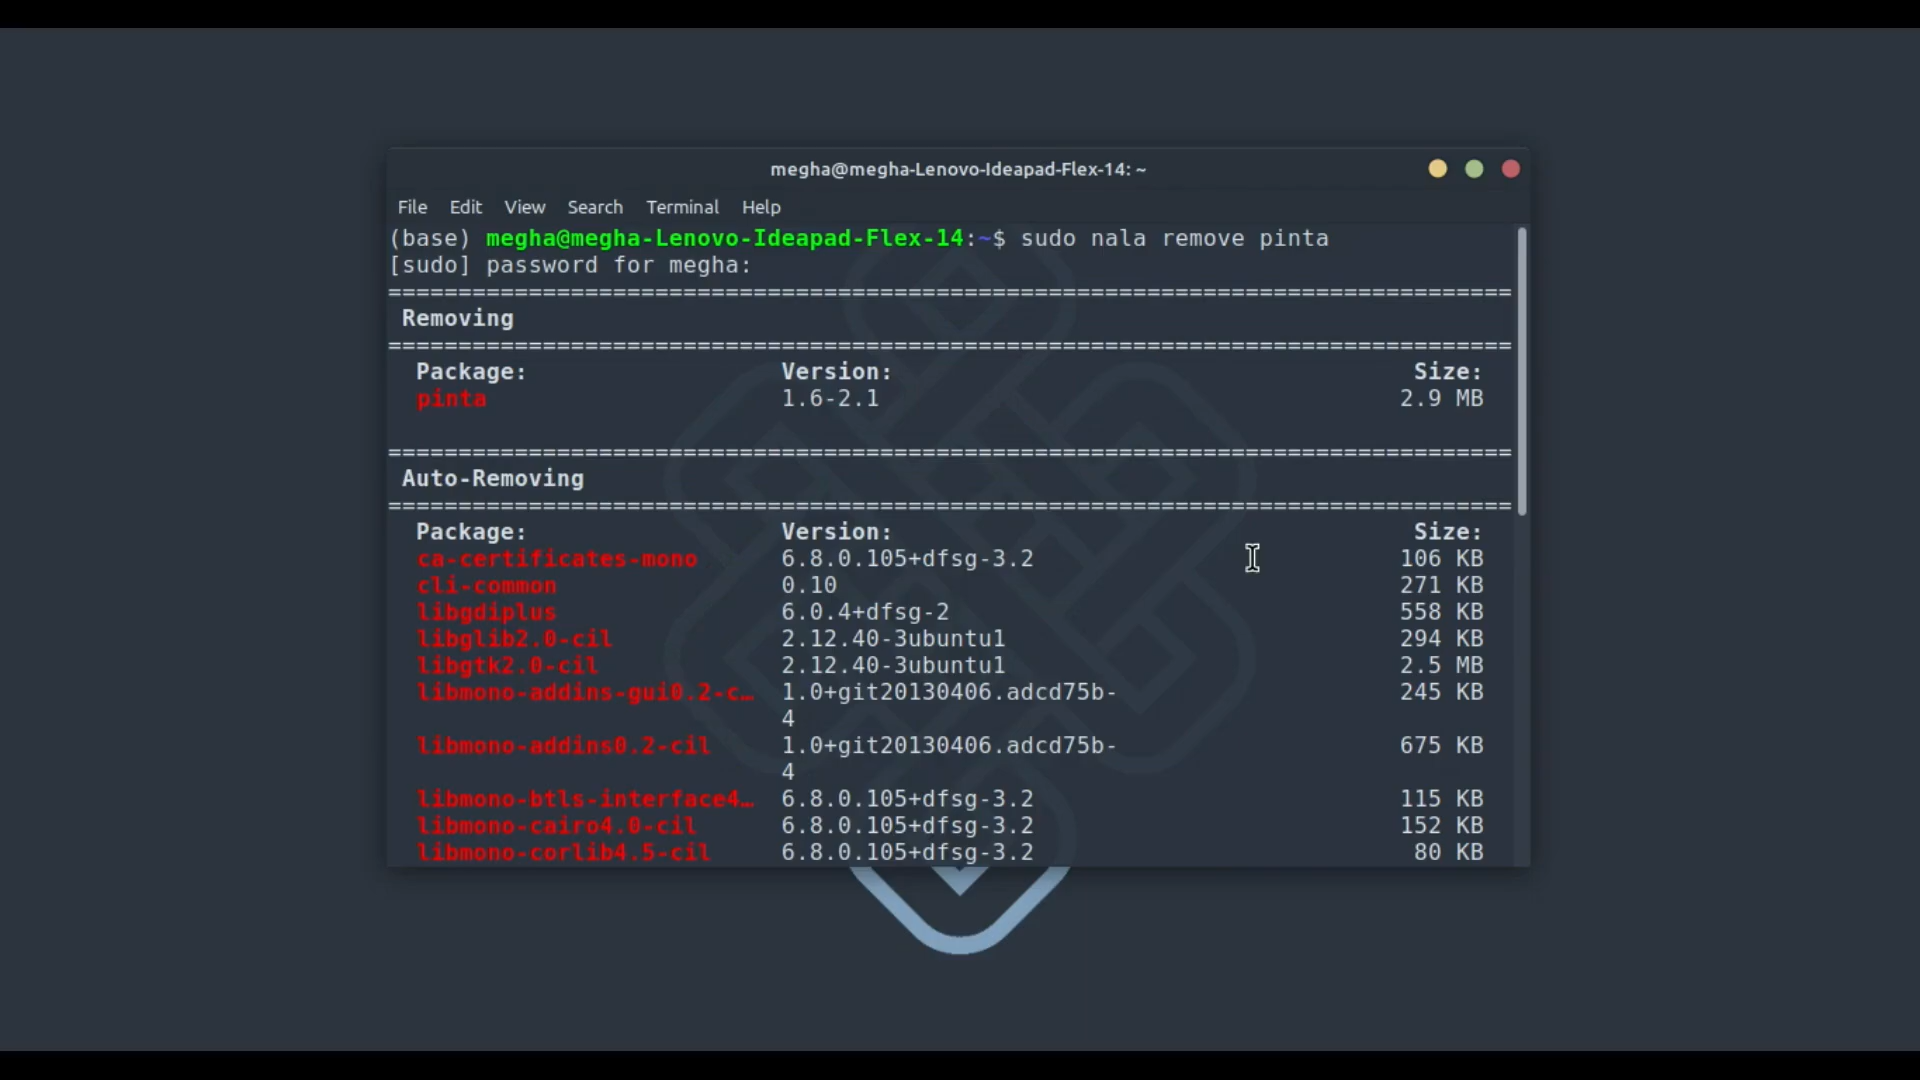 megha@megha-Lenovo-Ideapad-Flex-14: ~
File Edit View Search Terminal Help
(base) megha@megha-Lenovo-Ideapad-Flex-14:~$ sudo nala remove pinta
[sudo] password for megha:
================================================================================
Removing
================================================================================
Package: Version: Size:
pinta 1.6-2.1 2.9 MB
================================================================================
Auto-Removing
================================================================================
Package: Version: Size:
ca-certificates-mono 6.8.0.105+dfsg-3.2 106 KB
cli-common 0.10 271 KB
libgdiplus 6.0.4+dfsg-2 558 KB
libglib2.0-cil 2.12.40-3ubuntu1 294 KB
libgtk2.0-cil 2.12.40-3ubuntu1 2.5 MB
libmono-addins-gui0.2-c… 1.0+git20130406.adcd75b- 245 KB
4
libmono-addins0.2-cil 1.0+git20130406.adcd75b- 675 KB
4
libmono-btls-interface4… 6.8.0.105+dfsg-3.2 115 KB
libmono-cairo4.0-cil 6.8.0.105+dfsg-3.2 152 KB
libmono-corlib4.5-cil 6.8.0.105+dfsg-3.2 80 KB